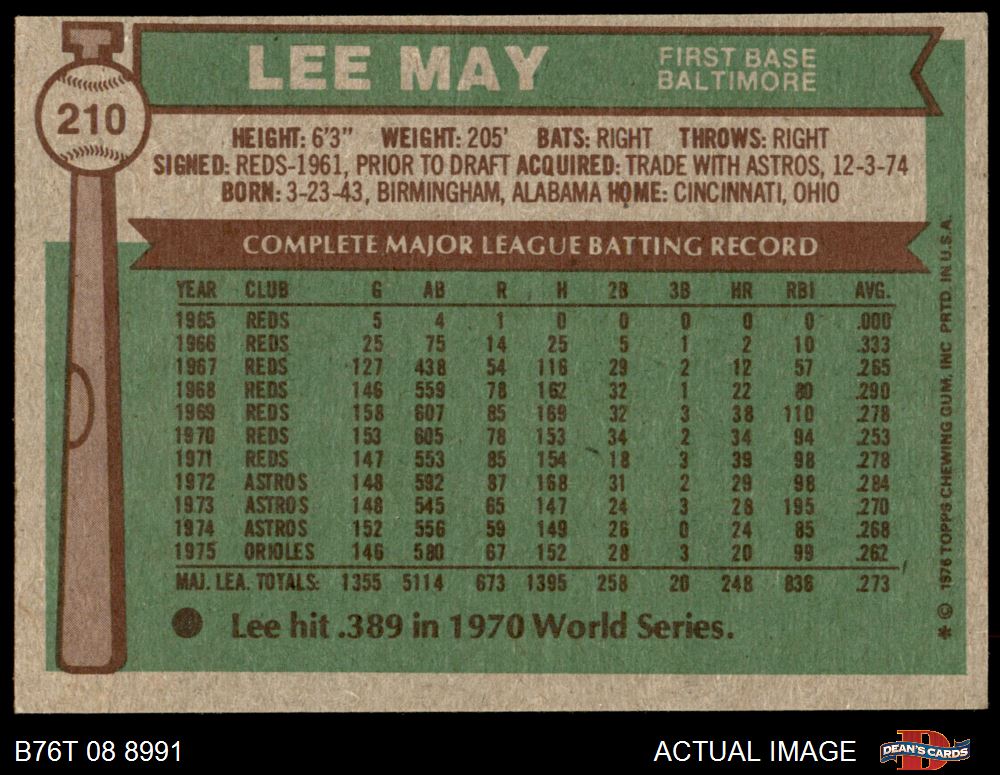 210
LEE MAY
FIRST BASE
BALTIMORE
HEIGHT: 6'3" WEIGHT: 205' BATS: RIGHT THROWS: RIGHT
SIGNED: REDS-1961, PRIOR TO DRAFT ACQUIRED: TRADE WITH ASTROS, 12-3-74
BORN: 3-23-43, BIRMINGHAM, ALABAMA HOME: CINCINNATI, OHIO
COMPLETE MAJOR LEAGUE BATTING RECORD
YEAR CLUB G AB R H 2B 3B HR RBI AVG.
1965 REDS 5 4 1 0 0 0 0 0 .000
1966 REDS 25 75 14 25 5 1 2 10 .333
1967 REDS 127 438 54 116 29 2 12 57 .265
1968 REDS 146 559 78 162 32 1 22 80 .290
1969 REDS 158 607 85 169 32 3 38 110 .278
1970 REDS 153 605 78 153 34 2 34 94 .253
1971 REDS 147 553 85 154 18 3 39 98 .278
1972 ASTROS 148 592 87 168 31 2 29 98 .284
1973 ASTROS 148 545 65 147 24 3 28 195 .270
1974 ASTROS 152 556 59 149 26 0 24 85 .268
1975 ORIOLES 146 580 67 152 28 3 20 99 .262
MAJ. LEA. TOTALS: 1355 5114 673 1395 258 20 248 836 .273
Lee hit .389 in 1970 World Series.
* © 1976 TOPPS CHEWING GUM, INC PRTD. IN U.S.A.
B76T 08 8991
ACTUAL IMAGE
D
DEAN'S CARDS